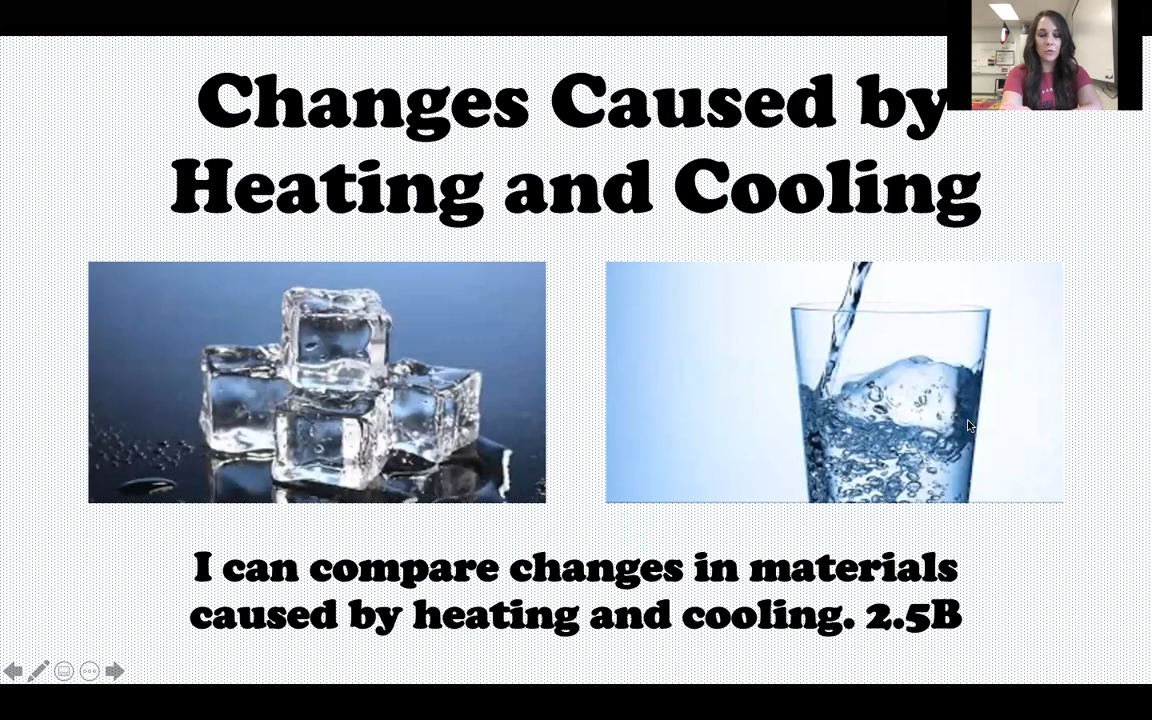 Changes Caused by
Heating and Cooling
I can compare changes in materials
caused by heating and cooling. 2.5B